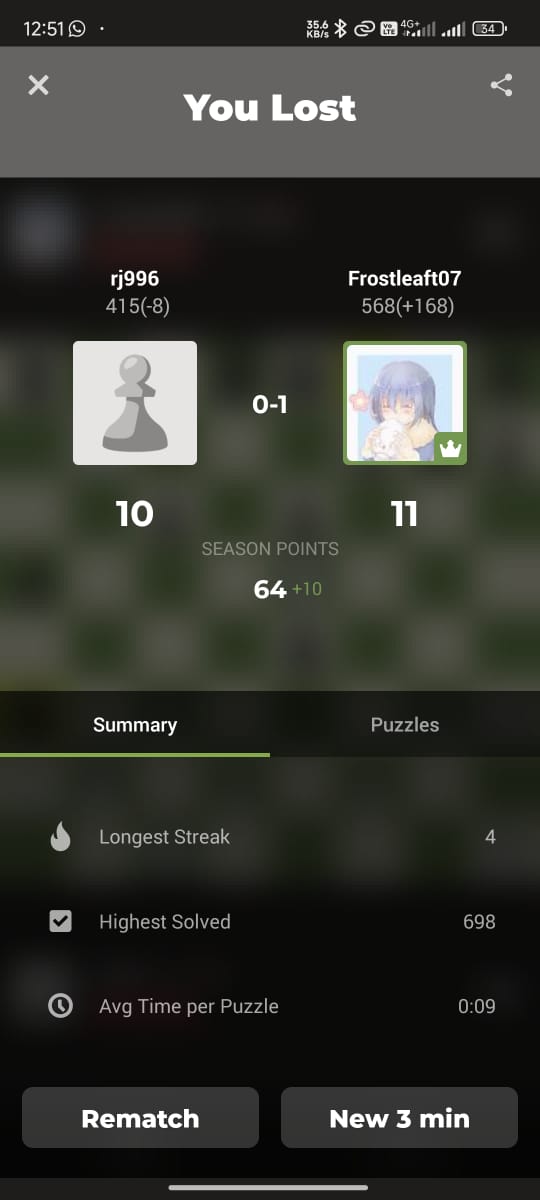 12:51
35.6
KB/s
Vo
LTE
4G+
34
You Lost
rj996
Frostleaft07
415(-8)
568(+168)
0-1
10
11
SEASON POINTS
64 +10
Summary
Puzzles
Longest Streak
4
Highest Solved
698
Avg Time per Puzzle
0:09
Rematch
New 3 min